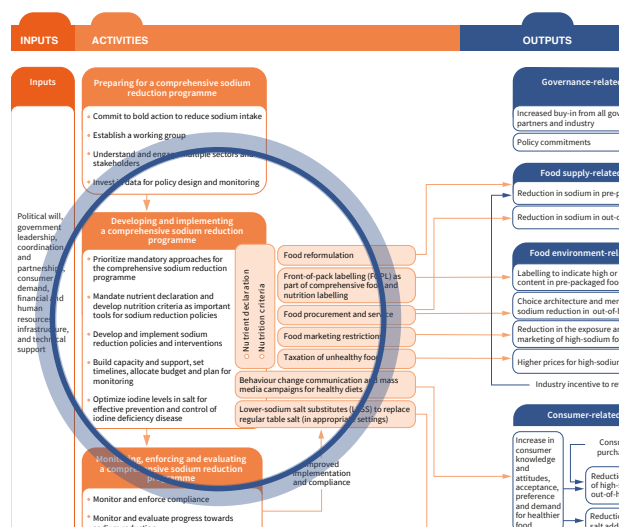 INPUTS
ACTIVITIES
OUTPUTS
Inputs
Political will,
government
leadership,
coordination
and
partnerships,
consumer
demand,
financial and
human
resources,
infrastructure,
and technical
support
Preparing for a comprehensive sodium
reduction programme
Commit to bold action to reduce sodium intake
Establish a working group
Understand and engage multiple sectors and
stakeholders
Invest in data for policy design and monitoring
Developing and implementing
a comprehensive sodium reduction
programme
Prioritize mandatory approaches for
the comprehensive sodium reduction
programme
Mandate nutrient declaration and
develop nutrition criteria as important
tools for sodium reduction policies
Develop and implement sodium
reduction policies and interventions
Build capacity and support, set
timelines, allocate budget and plan for
monitoring
Optimize iodine levels in salt for
effective prevention and control of
iodine deficiency disease
Nutrient declaration
Nutrition criteria
Food reformulation
Front-of-pack labelling (FOPL) as
part of comprehensive food and
nutrition labelling
Food procurement and service
Food marketing restrictions
Taxation of unhealthy food
Behaviour change communication and mass
media campaigns for healthy diets
Lower-sodium salt substitutes (LSSS) to replace
regular table salt (in appropriate settings)
Monitoring, enforcing and evaluating
a comprehensive sodium reduction
programme
Monitor and enforce compliance
Monitor and evaluate progress towards
Improved
implementation
and compliance
Governance-related
Increased buy-in from all gov
partners and industry
Policy commitments
Food supply-related
Reduction in sodium in pre-p
Reduction in sodium in out-o
Food environment-rel
Labelling to indicate high or
content in pre-packaged foo
Choice architecture and men
sodium reduction in out-of-h
Reduction in the exposure an
marketing of high-sodium fo
Higher prices for high-sodium
Industry incentive to re
Consumer-related
Increase in
consumer
knowledge
and
attitudes,
acceptance,
preference
and demand
for healthier
food
Consu
purcha
Reductio
of high-s
out-of-h
Reductio
salt adde